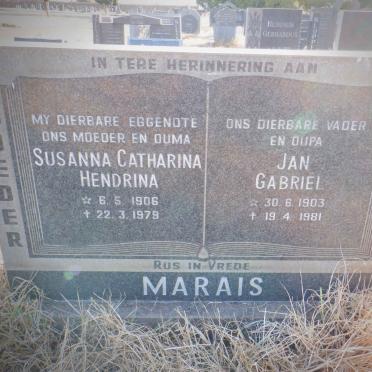 IN TERE HERINNERING AAN
MY DIERBARE EGGENOTE
ONS MOEDER EN OUMA
SUSANNA CATHARINA
HENDRINA
☆ 6.5.1906
✝ 22.3.1979
ONS DIERBARE VADER
EN OUPA
JAN
GABRIEL
☆ 30.6.1903
✝ 19.4.1981
RUS IN VREDE
MARAIS